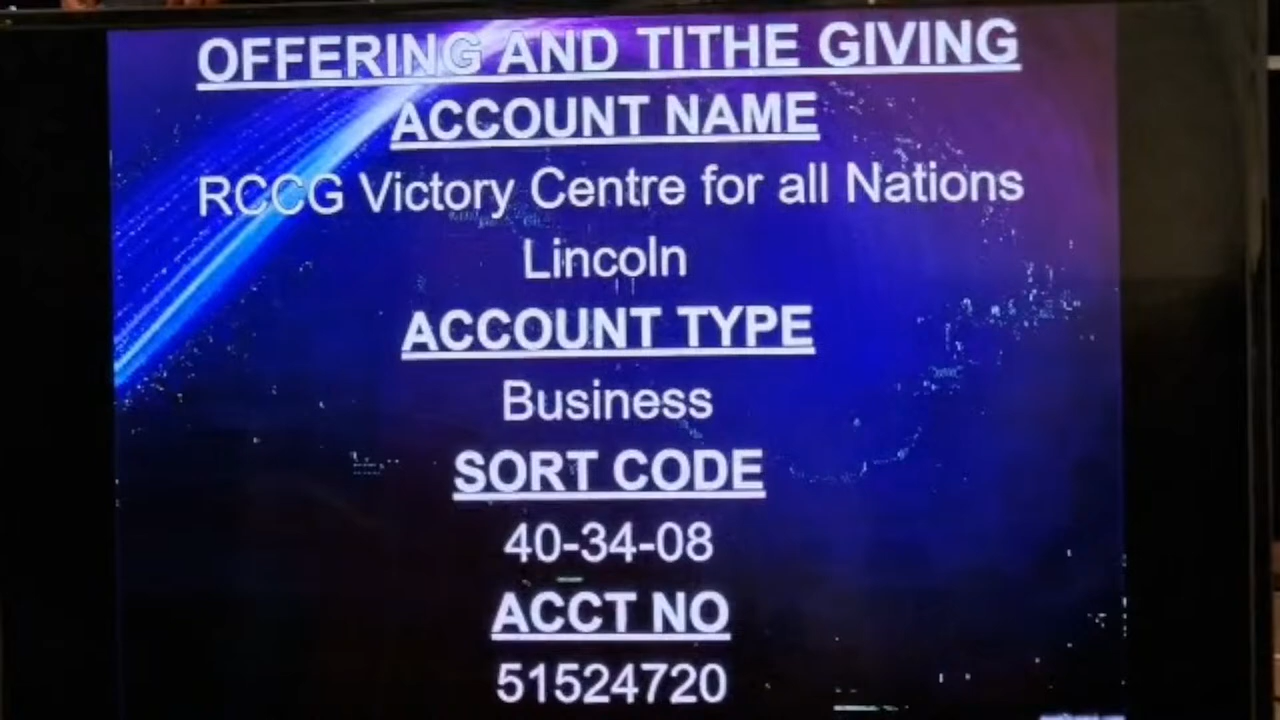 OFFERING AND TITHE GIVING
ACCOUNT NAME
RCCG Victory Centre for all Nations
Lincoln
ACCOUNT TYPE
Business
SORT CODE
40-34-08
ACCT NO
51524720